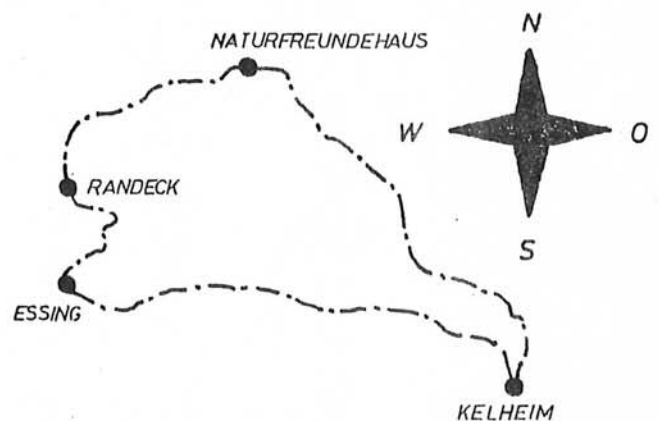 NATURFREUNDEHAUS
N
W
O
RANDECK
S
ESSING
KELHEIM